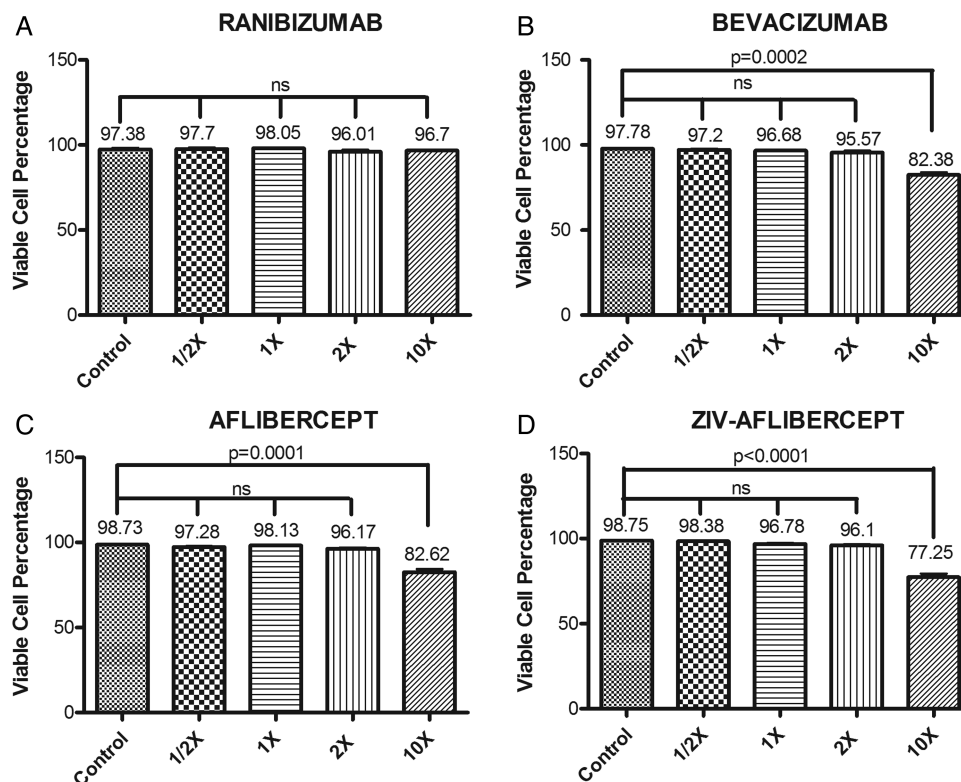 A
RANIBIZUMAB
Viable Cell Percentage
150
100
50
0
ns
97.38 97.7 98.05 96.01 96.7
Control 1/2X 1X 2X 10X
B
BEVACIZUMAB
Viable Cell Percentage
150
100
50
0
p=0.0002
ns
97.78 97.2 96.68 95.57 82.38
Control 1/2X 1X 2X 10X
C
AFLIBERCEPT
Viable Cell Percentage
150
100
50
0
p=0.0001
ns
98.73 97.28 98.13 96.17 82.62
Control 1/2X 1X 2X 10X
D
ZIV-AFLIBERCEPT
Viable Cell Percentage
150
100
50
0
p<0.0001
ns
98.75 98.38 96.78 96.1 77.25
Control 1/2X 1X 2X 10X